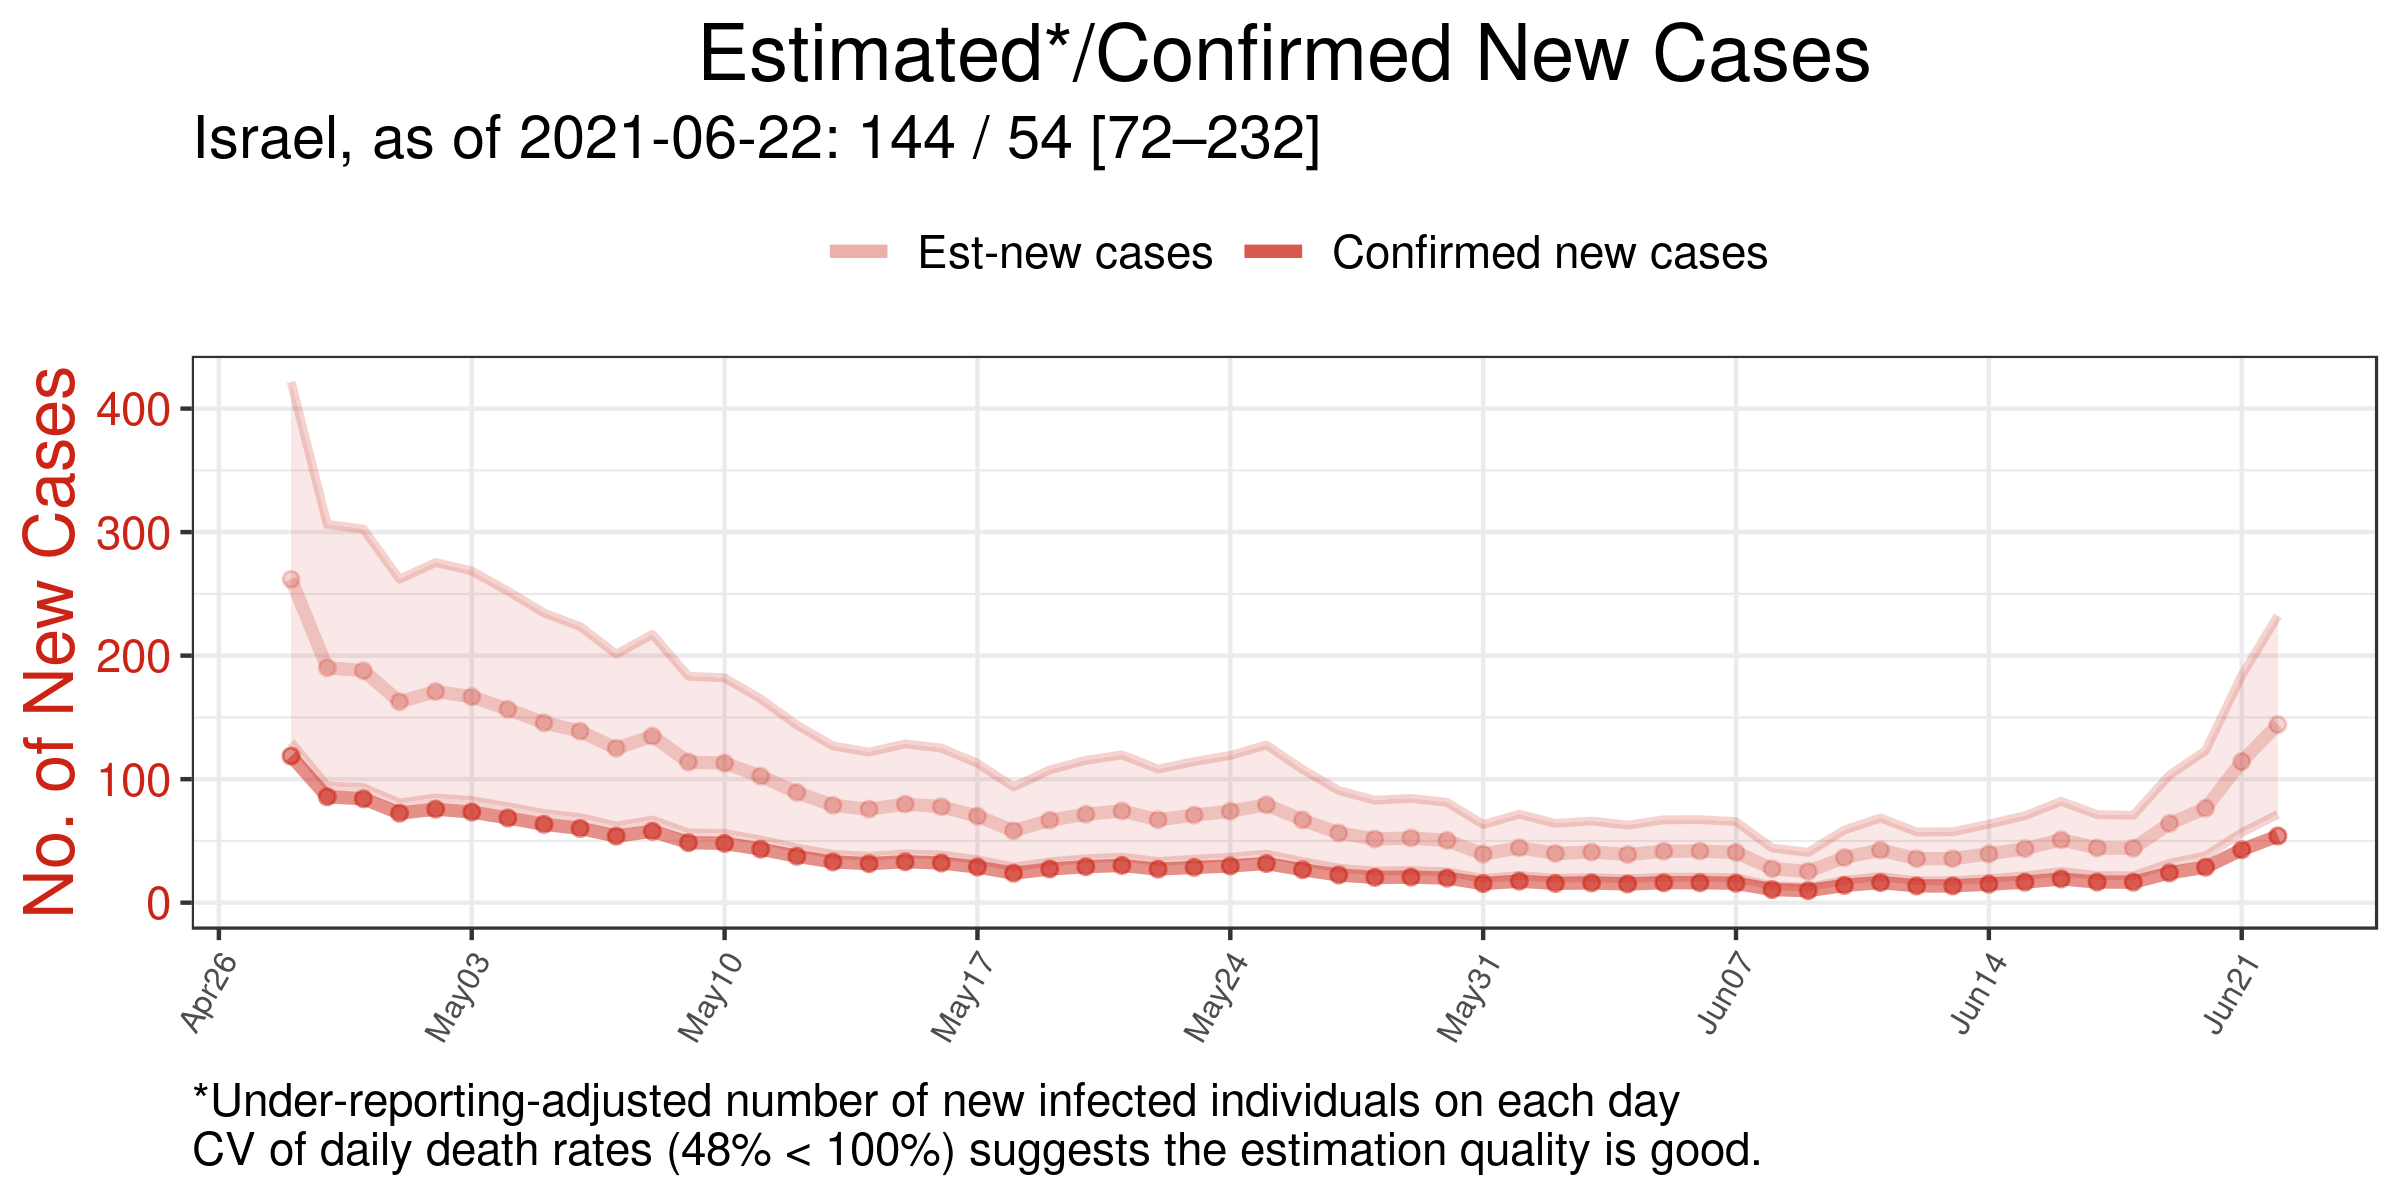 Estimated*/Confirmed New Cases
Israel, as of 2021-06-22: 144 / 54 [72–232]
Est-new cases
Confirmed new cases
No. of New Cases
400
300
200
100
0
Apr26
May03
May10
May17
May24
May31
Jun07
Jun14
Jun21
*Under-reporting-adjusted number of new infected individuals on each day
CV of daily death rates (48% < 100%) suggests the estimation quality is good.